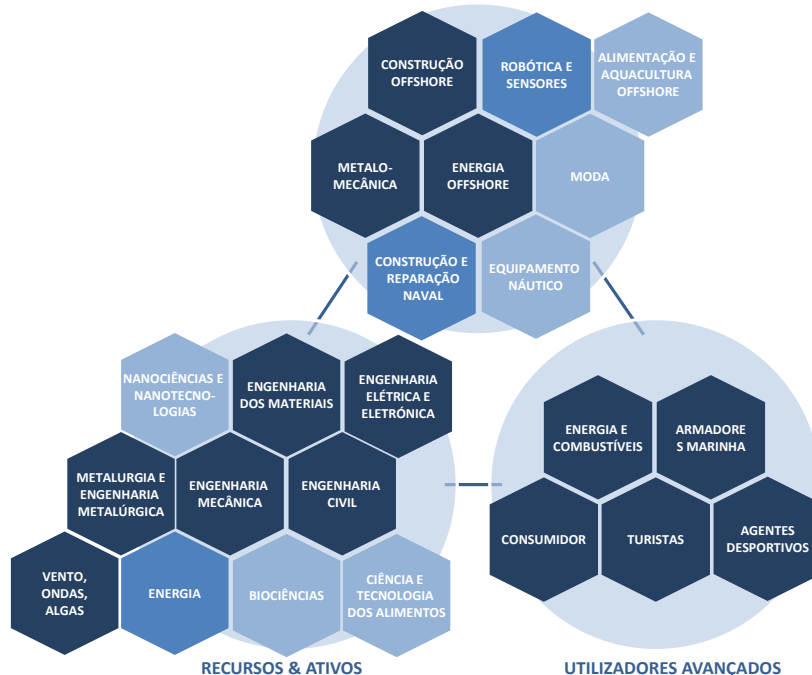 CONSTRUÇÃO
OFFSHORE
ROBÓTICA E
SENSORES
ALIMENTAÇÃO E
AQUACULTURA
OFFSHORE
METALO-
MECÂNICA
ENERGIA
OFFSHORE
MODA
CONSTRUÇÃO E
REPARAÇÃO
NAVAL
EQUIPAMENTO
NÁUTICO
NANOCIÊNCIAS E
NANOTECNO-
LOGIAS
ENGENHARIA
DOS MATERIAIS
ENGENHARIA
ELÉTRICA E
ELETRÓNICA
METALURGIA E
ENGENHARIA
METALÚRGICA
ENGENHARIA
MECÂNICA
ENGENHARIA
CIVIL
VENTO,
ONDAS,
ALGAS
ENERGIA
BIOCIÊNCIAS
CIÊNCIA E
TECNOLOGIA
DOS ALIMENTOS
RECURSOS & ATIVOS
ENERGIA E
COMBUSTÍVEIS
ARMADORE
S MARINHA
CONSUMIDOR
TURISTAS
AGENTES
DESPORTIVOS
UTILIZADORES AVANÇADOS